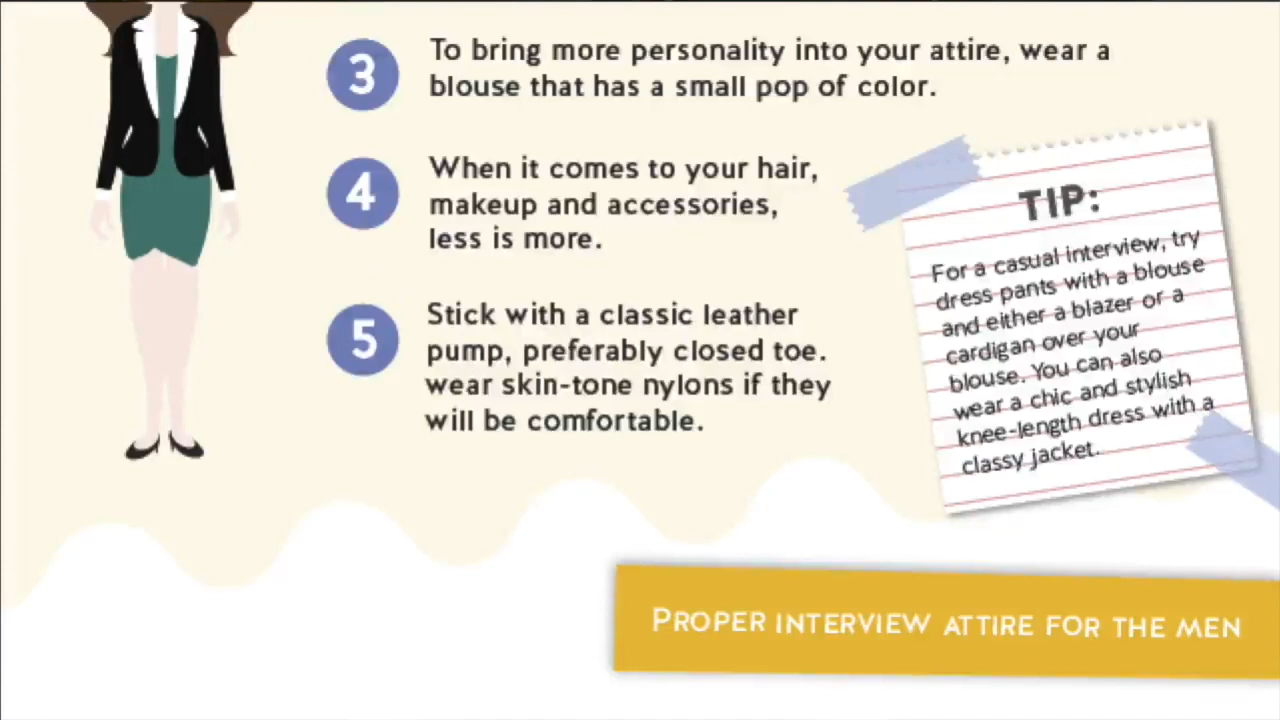 3
To bring more personality into your attire, wear a
blouse that has a small pop of color.
4
When it comes to your hair,
makeup and accessories,
less is more.
5
Stick with a classic leather
pump, preferably closed toe.
wear skin-tone nylons if they
will be comfortable.
TIP:
For a casual interview, try
dress pants with a blouse
and either a blazer or a
cardigan over your
blouse. You can also
wear a chic and stylish
knee-length dress with a
classy jacket.
PROPER INTERVIEW ATTIRE FOR THE MEN